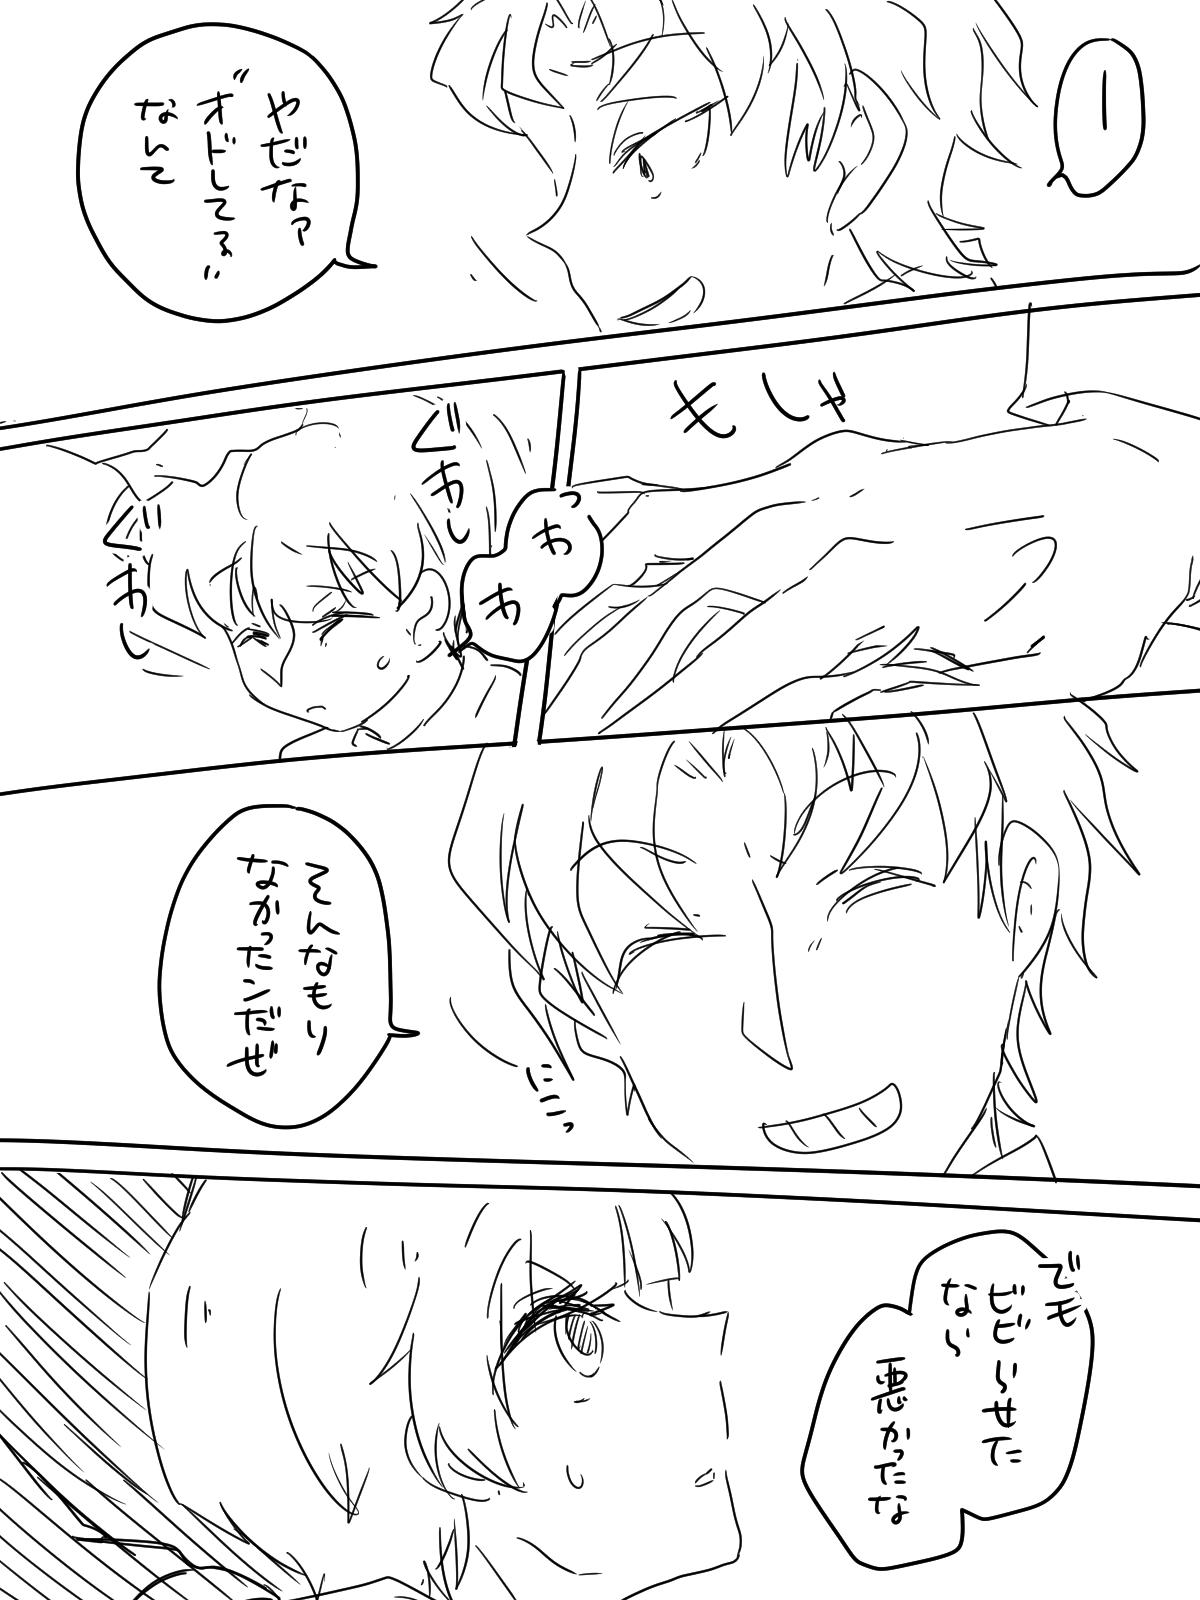 ー
やだなァ
“オドしてる”
なんて
もしゃ
わっ
わ
ぐわし
ぐわし
そんなもり
なかったンだぜ
にこっ
でも
ビビらせた
なら
悪かったな